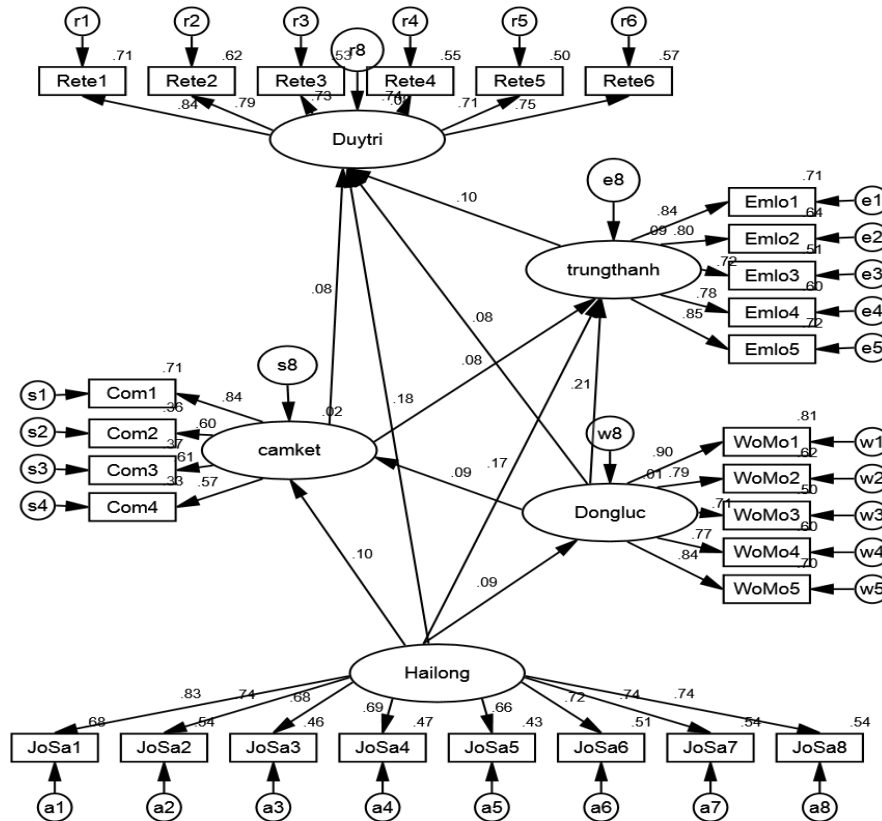 r1 r2 r3 r4 r5 r6
r8
.71 .62 .53 .55 .50 .57
Rete1 Rete2 Rete3 Rete4 Rete5 Rete6
.84 .79 .73 .74 .71 .75
Duytri
e8
.10
.71
Emlo1 e1
.84 .64
.09 .80 Emlo2 e2
.51
trungthanh .72 Emlo3 e3
.60
.78 Emlo4 e4
.72
.85 Emlo5 e5
.08 .08
s8 .08
.71
s1 Com1 .84
.36 .18 .21
s2 Com2 .60 .02
.37 camket
s3 Com3 .61
.33
s4 Com4 .57
.17
w8
.81
.90 WoMo1 w1
.62
.01 .79 WoMo2 w2
.50
.09 Dongluc .71 WoMo3 w3
.60
.77 WoMo4 w4
.70
.84 WoMo5 w5
.10 .09
Hailong
.83 .74 .68 .69 .66 .72 .74 .74
.68 .54 .46 .47 .43 .51 .54 .54
JoSa1 JoSa2 JoSa3 JoSa4 JoSa5 JoSa6 JoSa7 JoSa8
a1 a2 a3 a4 a5 a6 a7 a8